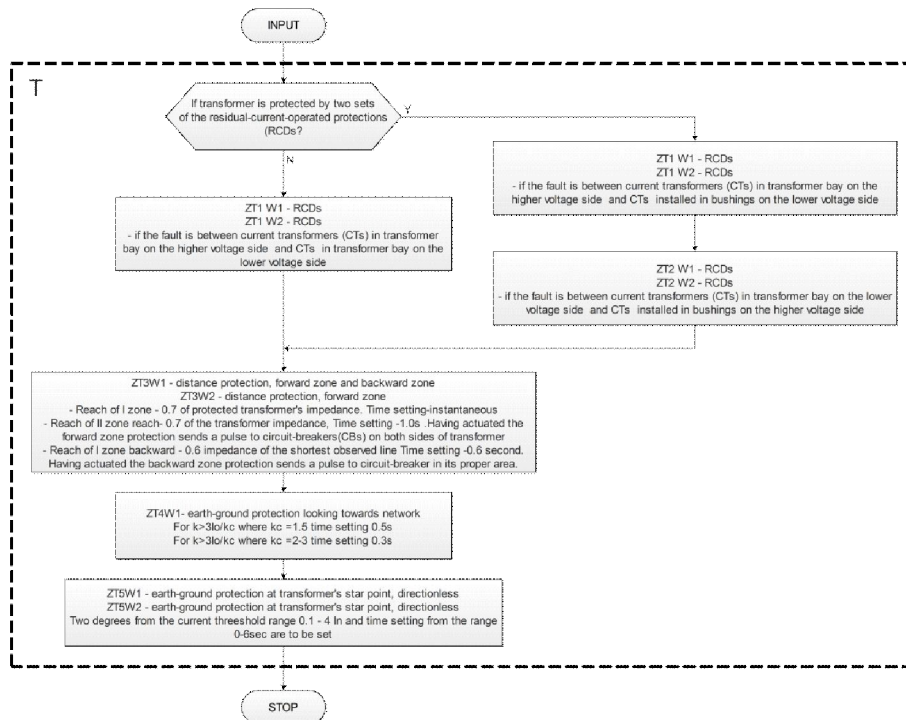 INPUT
T
If transformer is protected by two sets
of the residual-current-operated protections
(RCDs?
Y
N
ZT1 W1 - RCDs
ZT1 W2 - RCDs
- if the fault is between current transformers (CTs) in transformer bay on the
higher voltage side and CTs installed in bushings on the lower voltage side
ZT1 W1 - RCDs
ZT1 W2 - RCDs
- if the fault is between current transformers (CTs) in transformer
bay on the higher voltage side and CTs in transformer bay on the
lower voltage side
ZT2 W1 - RCDs
ZT2 W2 - RCDs
- if the fault is between current transformers (CTs) in transformer bay on the lower
voltage side and CTs installed in bushings on the higher voltage side
ZT3W1 - distance protection, forward zone and backward zone
ZT3W2 - distance protection, forward zone
- Reach of I zone - 0.7 of protected transformer's impedance. Time setting-instantaneous
- Reach of II zone reach- 0.7 of the transformer impedance, Time setting -1.0s .Having actuated the
forward zone protection sends a pulse to circuit-breakers(CBs) on both sides of transformer
- Reach of I zone backward - 0.6 impedance of the shortest observed line Time setting -0.6 second.
Having actuated the backward zone protection sends a pulse to circuit-breaker in its proper area.
ZT4W1- earth-ground protection looking towards network
For k>3Io/kc where kc =1.5 time setting 0.5s
For k>3Io/kc where kc =2-3 time setting 0.3s
ZT5W1 - earth-ground protection at transformer's star point, directionless
ZT5W2 - earth-ground protection at transformer's star point, directionless
Two degrees from the current threeshold range 0.1 - 4 In and time setting from the range
0-6sec are to be set
STOP